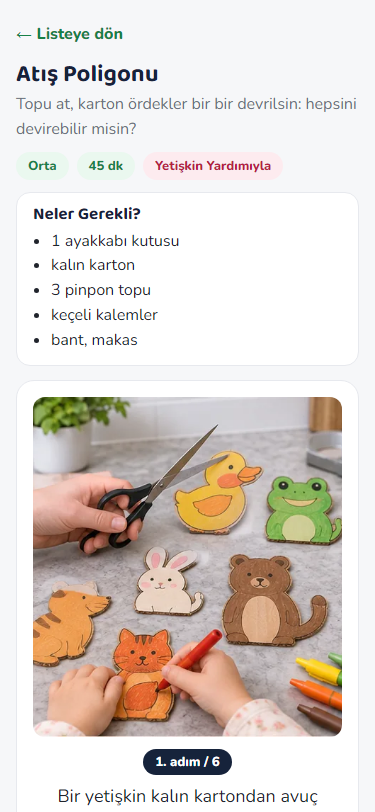 ← Listeye dön
Atış Poligonu
Topu at, karton ördekler bir bir devrilsin: hepsini
devirebilir misin?
Orta
45 dk
Yetişkin Yardımıyla
Neler Gerekli?
• 1 ayakkabı kutusu
• kalın karton
• 3 pinpon topu
• keçeli kalemler
• bant, makas
1. adım / 6
Bir yetişkin kalın kartondan avuç